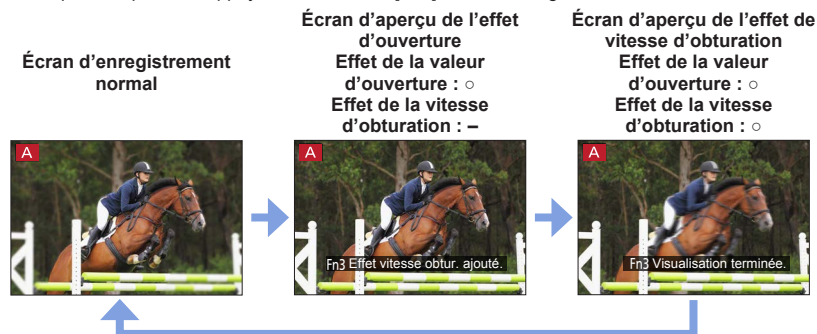 Écran d'enregistrement
normal
Écran d'aperçu de l'effet
d'ouverture
Effet de la valeur
d'ouverture : ○
Effet de la vitesse
d'obturation : –
Écran d'aperçu de l'effet de
vitesse d'obturation
Effet de la valeur
d'ouverture : ○
Effet de la vitesse
d'obturation : ○
A
A
Fn3 Effet vitesse obtur. ajouté.
A
Fn3 Visualisation terminée.